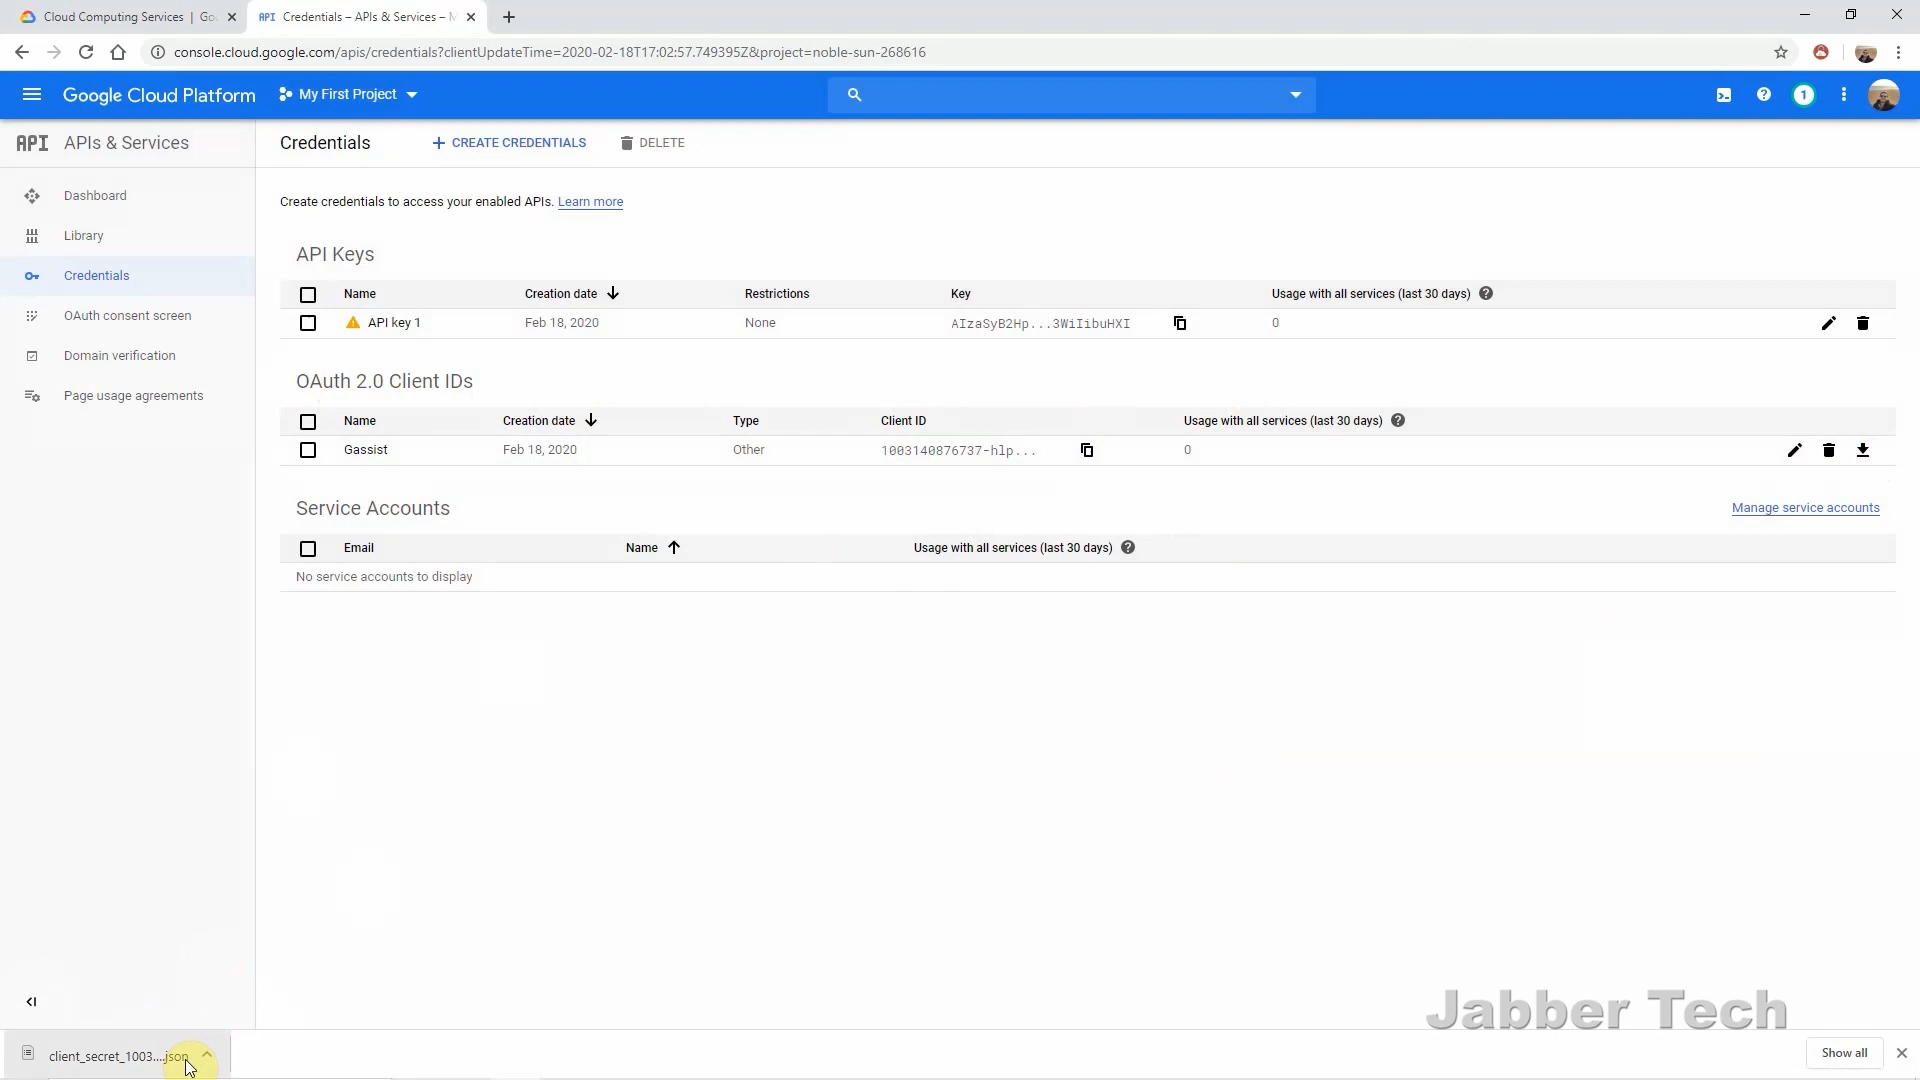 Cloud Computing Services | Go
API Credentials – APIs & Services – M
console.cloud.google.com/apis/credentials?clientUpdateTime=2020-02-18T17:02:57.749395Z&project=noble-sun-268616
Google Cloud Platform My First Project 1
API APIs & Services
Credentials CREATE CREDENTIALS DELETE
Dashboard
Library
Credentials
OAuth consent screen
Domain verification
Page usage agreements
Create credentials to access your enabled APIs. Learn more
API Keys
Name Creation date Restrictions Key Usage with all services (last 30 days)
API key 1 Feb 18, 2020 None AIzaSyB2Hp...3WiIibuHXI 0
OAuth 2.0 Client IDs
Name Creation date Type Client ID Usage with all services (last 30 days)
Gassist Feb 18, 2020 Other 1003140876737-hlp... 0
Service Accounts Manage service accounts
Email Name Usage with all services (last 30 days)
No service accounts to display
Jabber Tech
client_secret_1003....json Show all